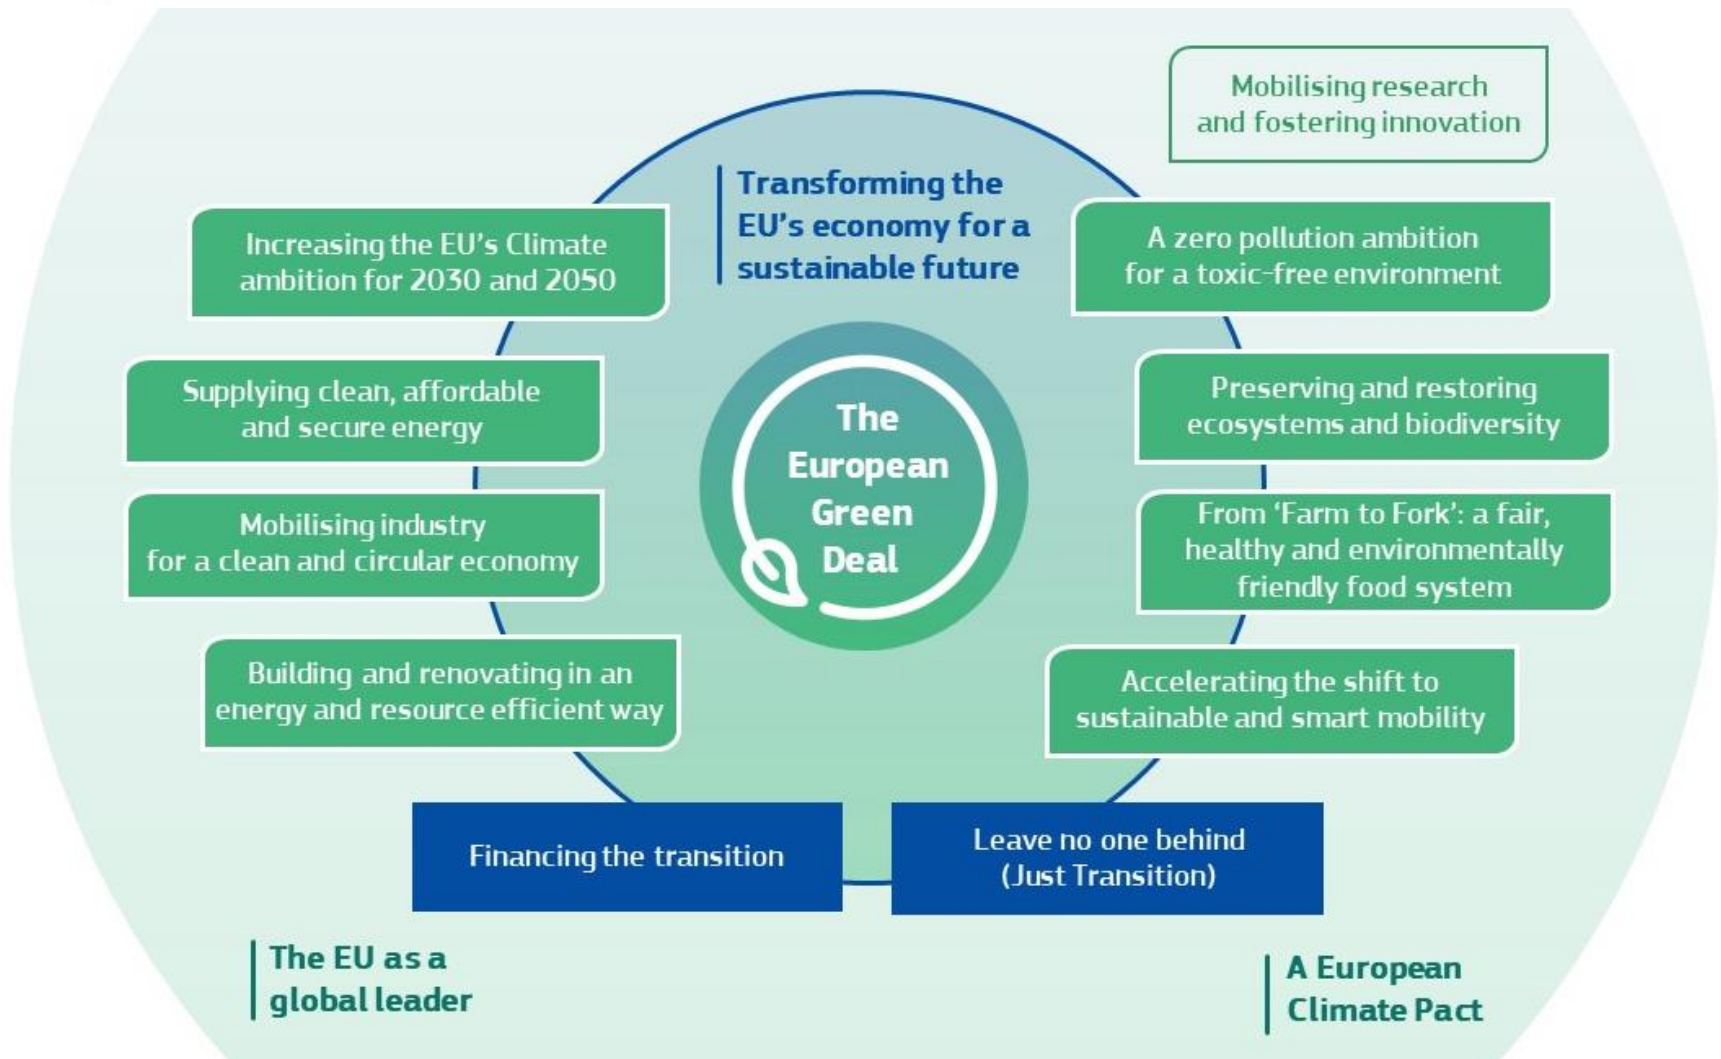 Mobilising research
and fostering innovation
Transforming the
EU's economy for a
sustainable future
Increasing the EU's Climate
ambition for 2030 and 2050
A zero pollution ambition
for a toxic-free environment
Supplying clean, affordable
and secure energy
Preserving and restoring
ecosystems and biodiversity
The
European
Green
Deal
Mobilising industry
for a clean and circular economy
From ‘Farm to Fork’: a fair,
healthy and environmentally
friendly food system
Building and renovating in an
energy and resource efficient way
Accelerating the shift to
sustainable and smart mobility
Financing the transition
Leave no one behind
(Just Transition)
The EU as a
global leader
A European
Climate Pact